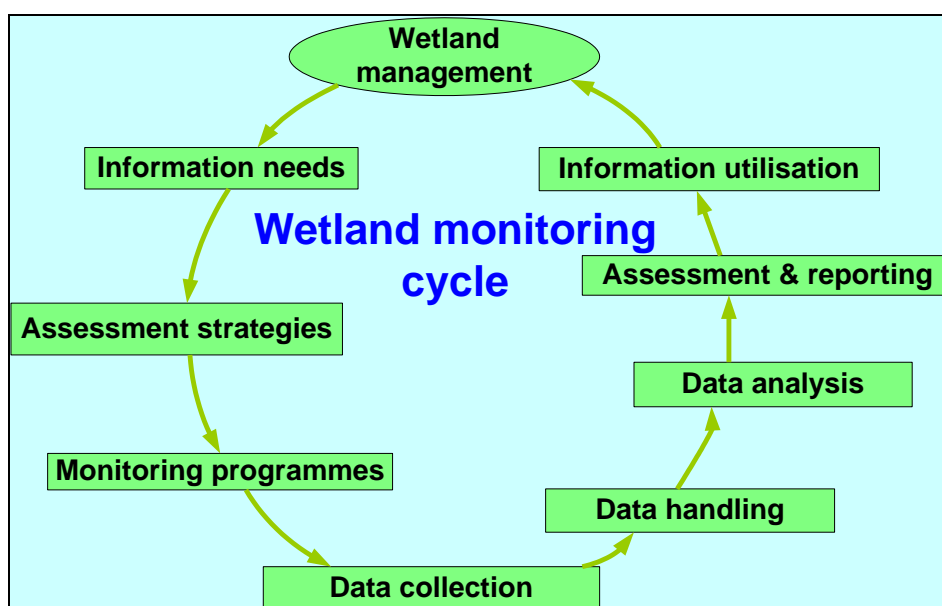 Wetland
management
Information needs
Information utilisation
Wetland monitoring
cycle
Assessment & reporting
Assessment strategies
Data analysis
Monitoring programmes
Data handling
Data collection